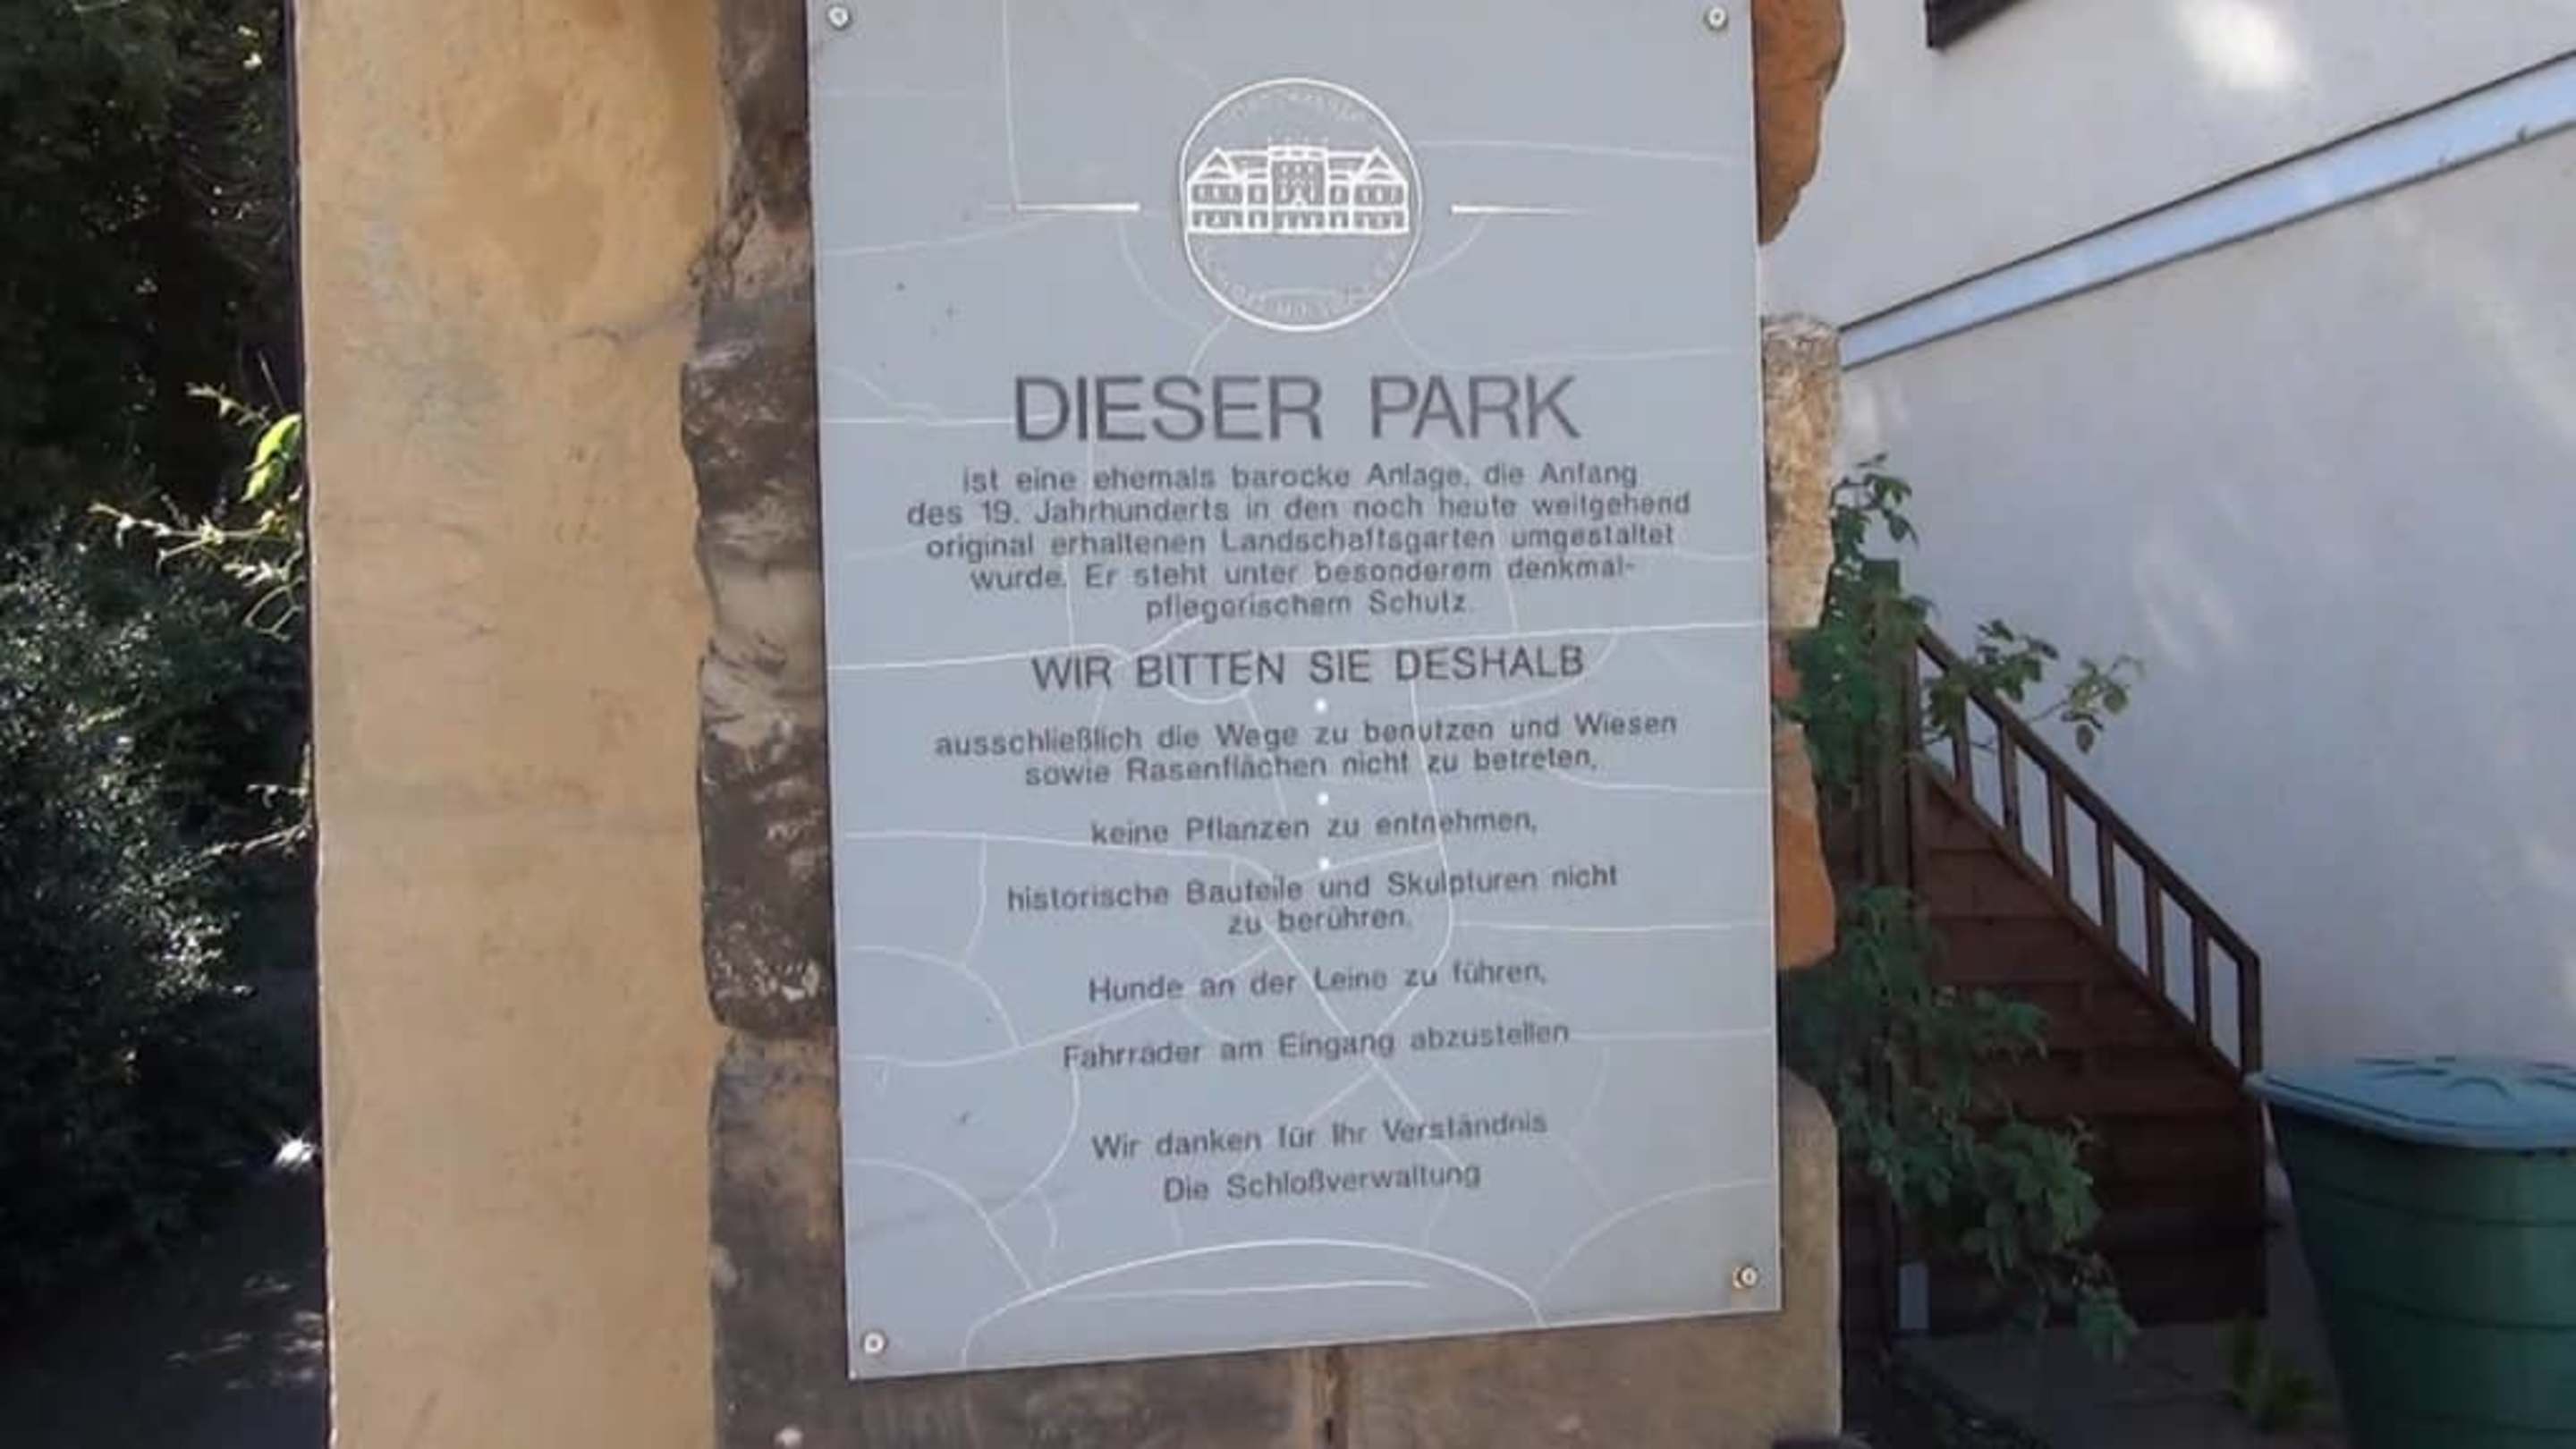 DIESER PARK
ist eine ehemals barocke Anlage, die Anfang
des 19. Jahrhunderts in den noch heute weitgehend
original erhaltenen Landschaftsgarten umgestaltet
wurde. Er steht unter besonderem denkmal-
pflegerischem Schutz.
WIR BITTEN SIE DESHALB
ausschließlich die Wege zu benutzen und Wiesen
sowie Rasenflächen nicht zu betreten,
keine Pflanzen zu entnehmen,
historische Bauteile und Skulpturen nicht
zu berühren,
Hunde an der Leine zu führen,
Fahrräder am Eingang abzustellen
Wir danken für Ihr Verständnis
Die Schloßverwaltung